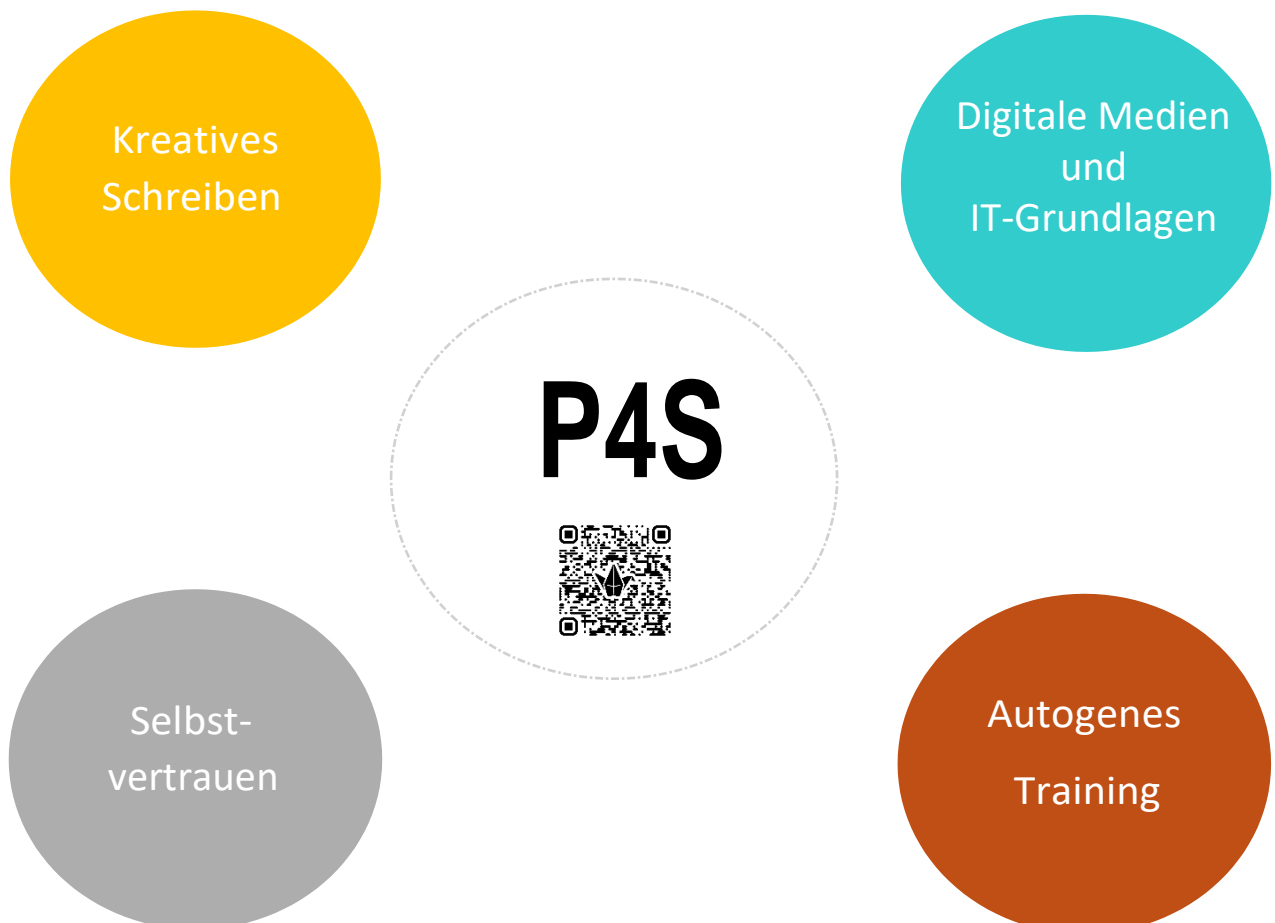 Kreatives
Schreiben
Digitale Medien
und
IT-Grundlagen
P4S
Selbst-
vertrauen
Autogenes
Training